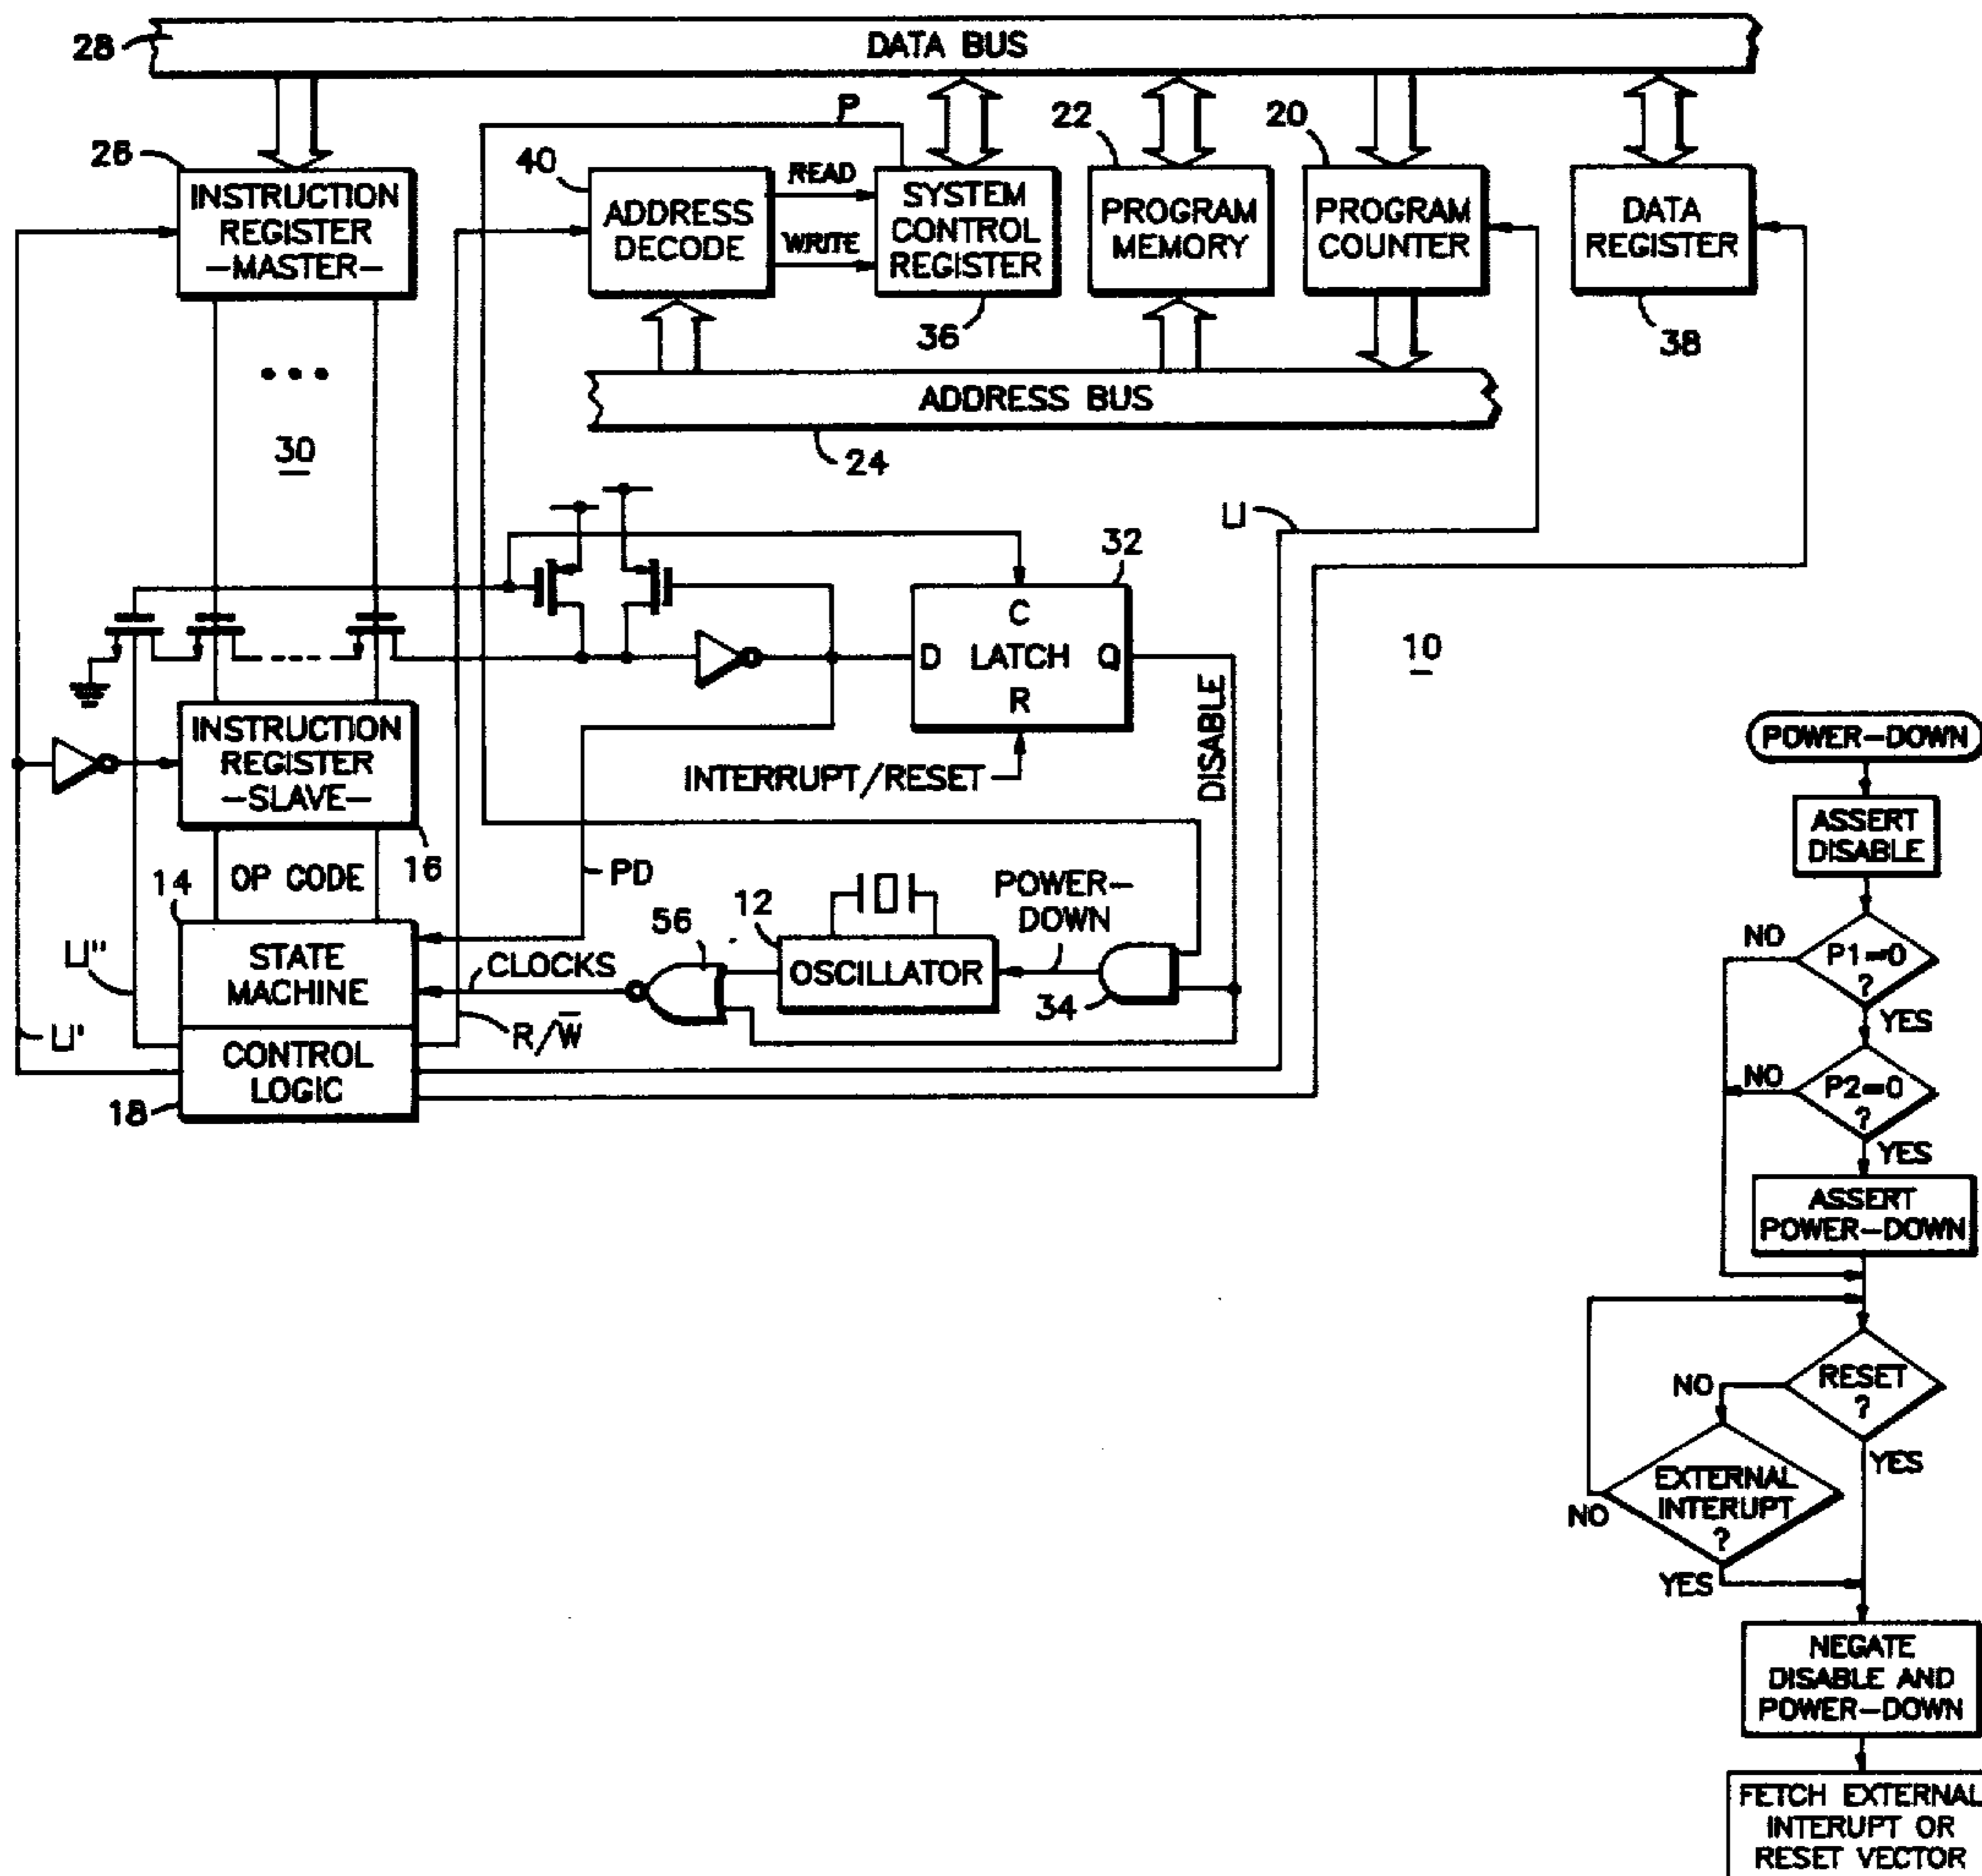 28
DATA BUS
P
22
20
26
40
INSTRUCTION
REGISTER
-MASTER-
ADDRESS
DECODE
READ
WRITE
SYSTEM
CONTROL
REGISTER
PROGRAM
MEMORY
PROGRAM
COUNTER
DATA
REGISTER
36
38
ADDRESS BUS
24
30
LI
32
C
D LATCH Q
R
10
DISABLE
INTERRUPT/RESET
INSTRUCTION
REGISTER
-SLAVE-
16
OP CODE
14
PD
12
POWER-
DOWN
56
OSCILLATOR
34
STATE
MACHINE
CLOCKS
LI"
LI'
R/W̅
CONTROL
LOGIC
18
POWER-DOWN
ASSERT
DISABLE
NO
P1=0
?
YES
NO
P2=0
?
YES
ASSERT
POWER-DOWN
RESET
?
NO
YES
EXTERNAL
INTERUPT
?
NO
YES
NEGATE
DISABLE AND
POWER-DOWN
FETCH EXTERNAL
INTERUPT OR
RESET VECTOR